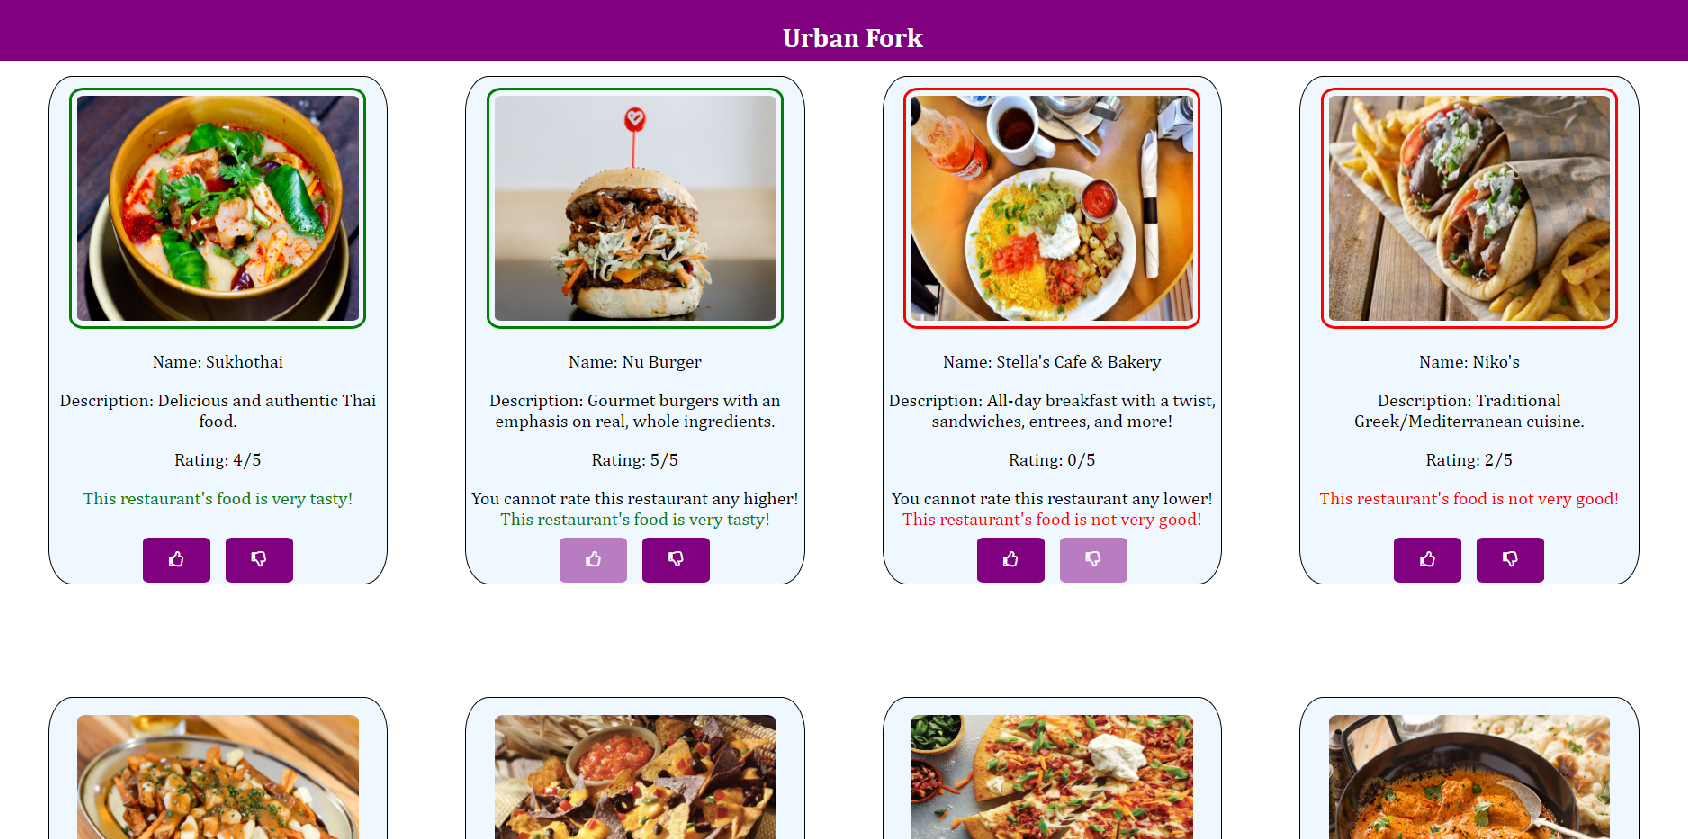 Urban Fork
Name: Sukhothai
Description: Delicious and authentic Thai
food.
Rating: 4/5
This restaurant's food is very tasty!
Name: Nu Burger
Description: Gourmet burgers with an
emphasis on real, whole ingredients.
Rating: 5/5
You cannot rate this restaurant any higher!
This restaurant's food is very tasty!
Name: Stella's Cafe & Bakery
Description: All-day breakfast with a twist,
sandwiches, entrees, and more!
Rating: 0/5
You cannot rate this restaurant any lower!
This restaurant's food is not very good!
Name: Niko's
Description: Traditional
Greek/Mediterranean cuisine.
Rating: 2/5
This restaurant's food is not very good!